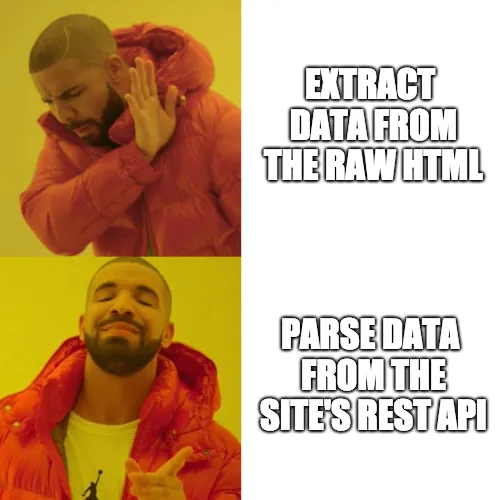 EXTRACT
DATA FROM
THE RAW HTML
PARSE DATA
FROM THE
SITE'S REST API